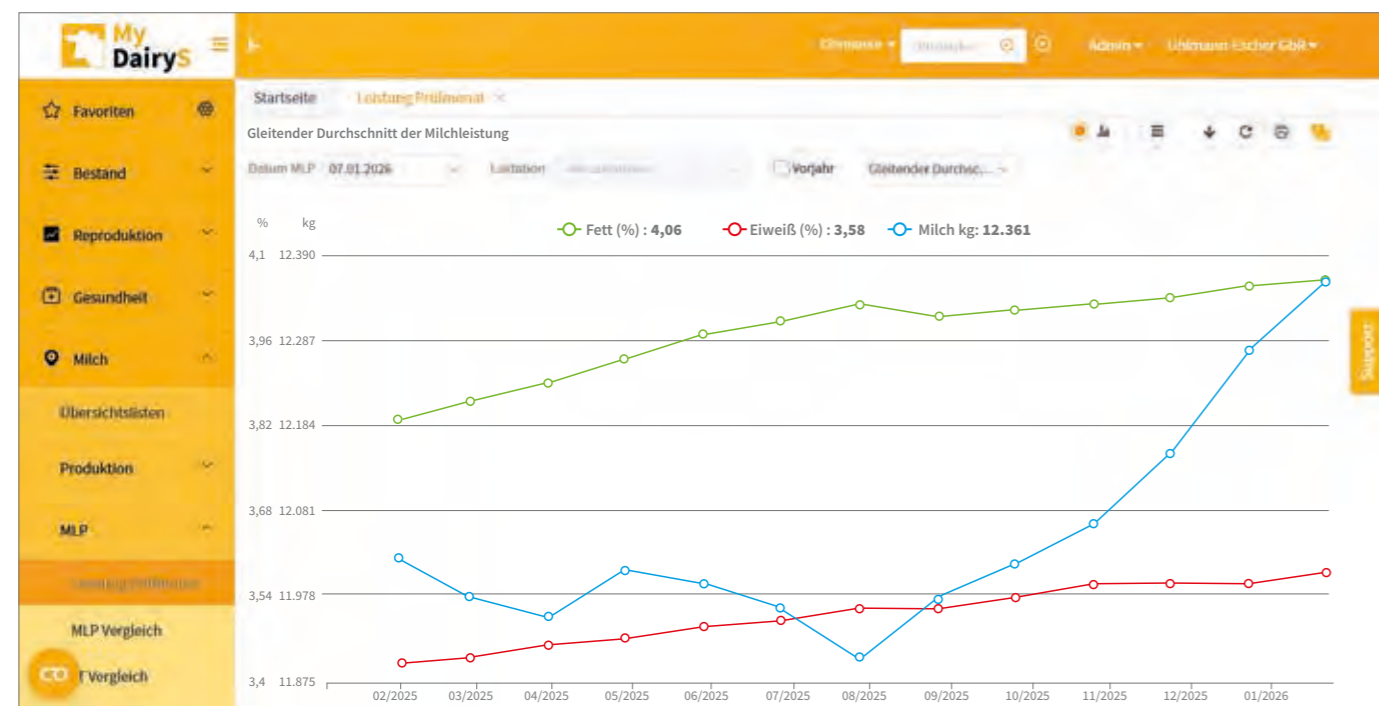 My
DairyS
Admin
Uhlmann-Escher GbR
Favoriten
Startseite
Leistung Prüfmonat
Gleitender Durchschnitt der Milchleistung
Bestand
Datum MLP 07.01.2026 Laktation Vorjahr Gleitender Durchsc...
Reproduktion
% kg
Fett (%) : 4,06 Eiweiß (%) : 3,58 Milch kg: 12.361
4,1 12.390
Gesundheit
3,96 12.287
Milch
Support
Übersichtslisten
3,82 12.184
Produktion
3,68 12.081
MLP
Leistung Prüfmonat
3,54 11.978
MLP Vergleich
Vergleich
3,4 11.875
02/2025 03/2025 04/2025 05/2025 06/2025 07/2025 08/2025 09/2025 10/2025 11/2025 12/2025 01/2026